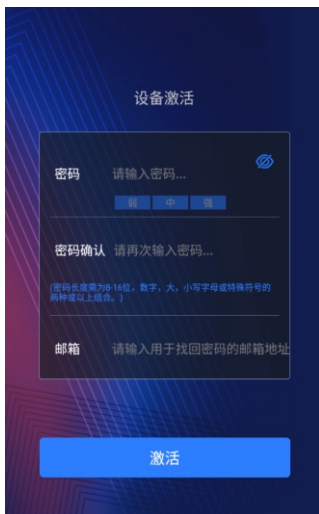 设备激活
密码 请输入密码...
弱 中 强
密码确认 请再次输入密码...
(密码长度需为8-16位，数字，大，小写字母或特殊符号的
两种或以上组合。)
邮箱 请输入用于找回密码的邮箱地址
激活